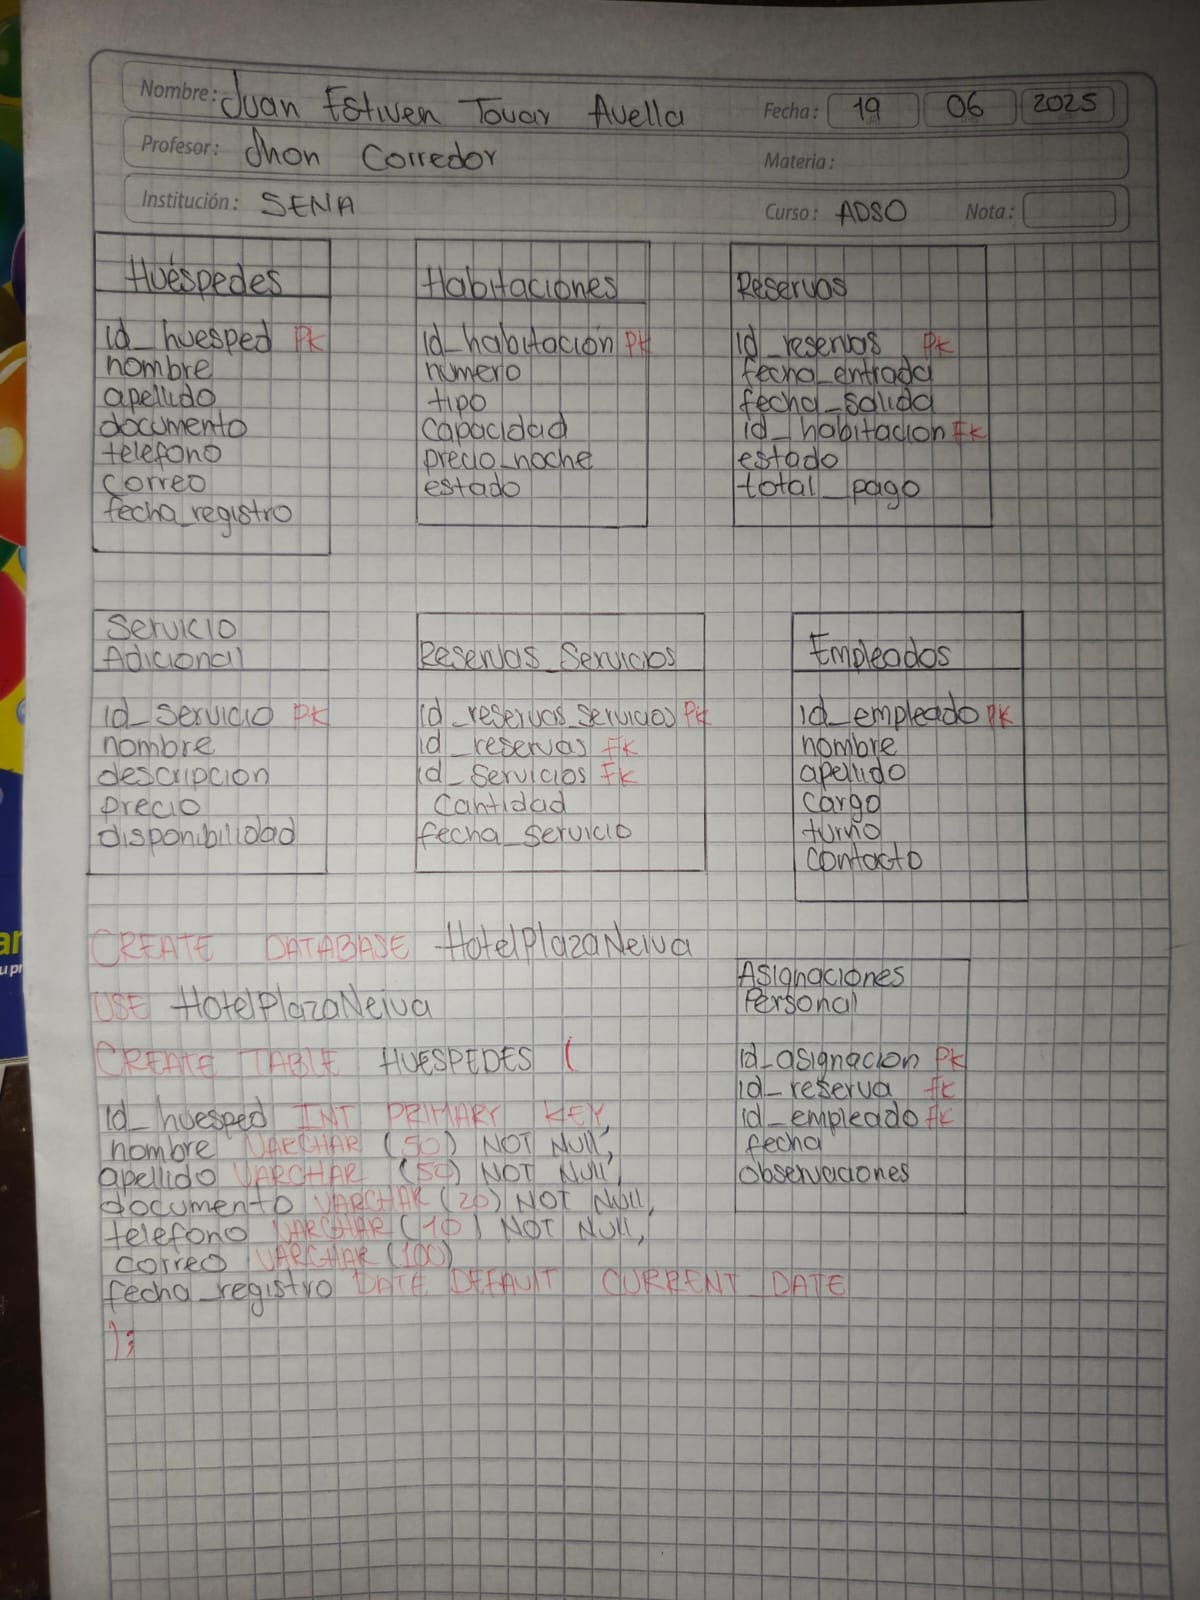 Nombre: Juan Estiven Tovar Avella Fecha: 19 06 2025
Profesor: Jhon Corredor Materia:
Institución: SENA Curso: ADSO Nota:
Huéspedes
id_huesped PK
nombre
apellido
documento
telefono
correo
fecha_registro
Habitaciones
id_habitación PK
numero
tipo
capacidad
precio_noche
estado
Reservas
id_reservas PK
fecha_entrada
fecha_salida
id_habitacion FK
estado
total_pago
Servicio
Adicional
id_servicio PK
nombre
descripcion
precio
disponibilidad
Reservas_Servicios
id_reservas_servicios PK
id_reservas FK
id_servicios FK
cantidad
fecha_servicio
Empleados
id_empleado PK
nombre
apellido
cargo
turno
contacto
CREATE DATABASE HotelPlazaNeiva
USE HotelPlazaNeiva
CREATE TABLE HUESPEDES (
id_huesped INT PRIMARY KEY,
nombre VARCHAR (50) NOT NULL,
apellido VARCHAR (50) NOT NULL,
documento VARCHAR (20) NOT NULL,
telefono VARCHAR (10) NOT NULL,
correo VARCHAR (100)
fecha_registro DATE DEFAULT CURRENT DATE
);
Asignaciones
Personal
id_asignacion PK
id_reserva fk
id_empleado fk
fecha
observaciones